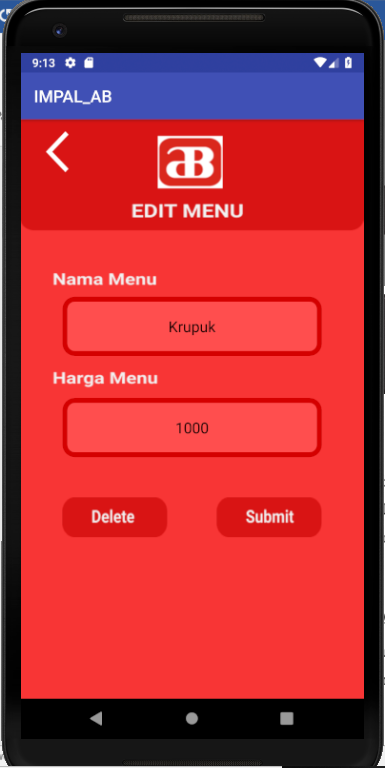 9:13
IMPAL_AB
aB
EDIT MENU
Nama Menu
Krupuk
Harga Menu
1000
Delete Submit